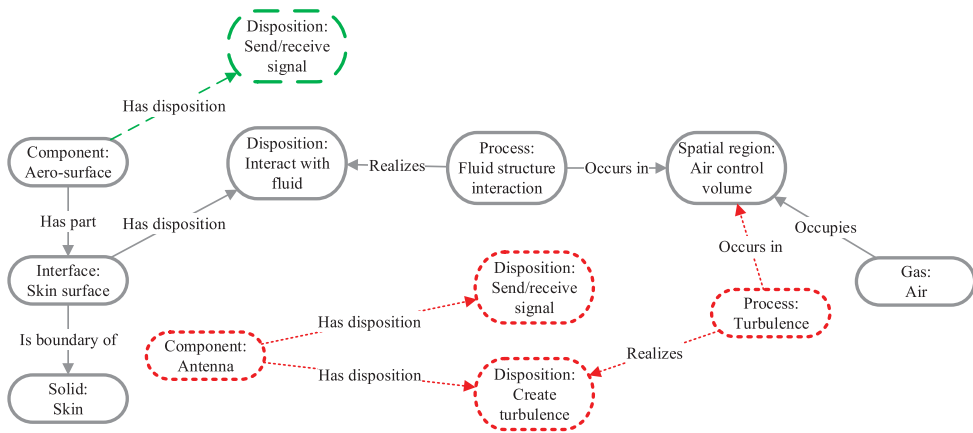 Disposition:
Send/receive
signal
Has disposition
Component:
Aero-surface
Disposition:
Interact with
fluid
Realizes
Process:
Fluid structure
interaction
Occurs in
Spatial region:
Air control
volume
Has part
Has disposition
Occupies
Occurs in
Interface:
Skin surface
Disposition:
Send/receive
signal
Gas:
Air
Process:
Turbulence
Has disposition
Is boundary of
Component:
Antenna
Realizes
Has disposition
Disposition:
Create
turbulence
Solid:
Skin